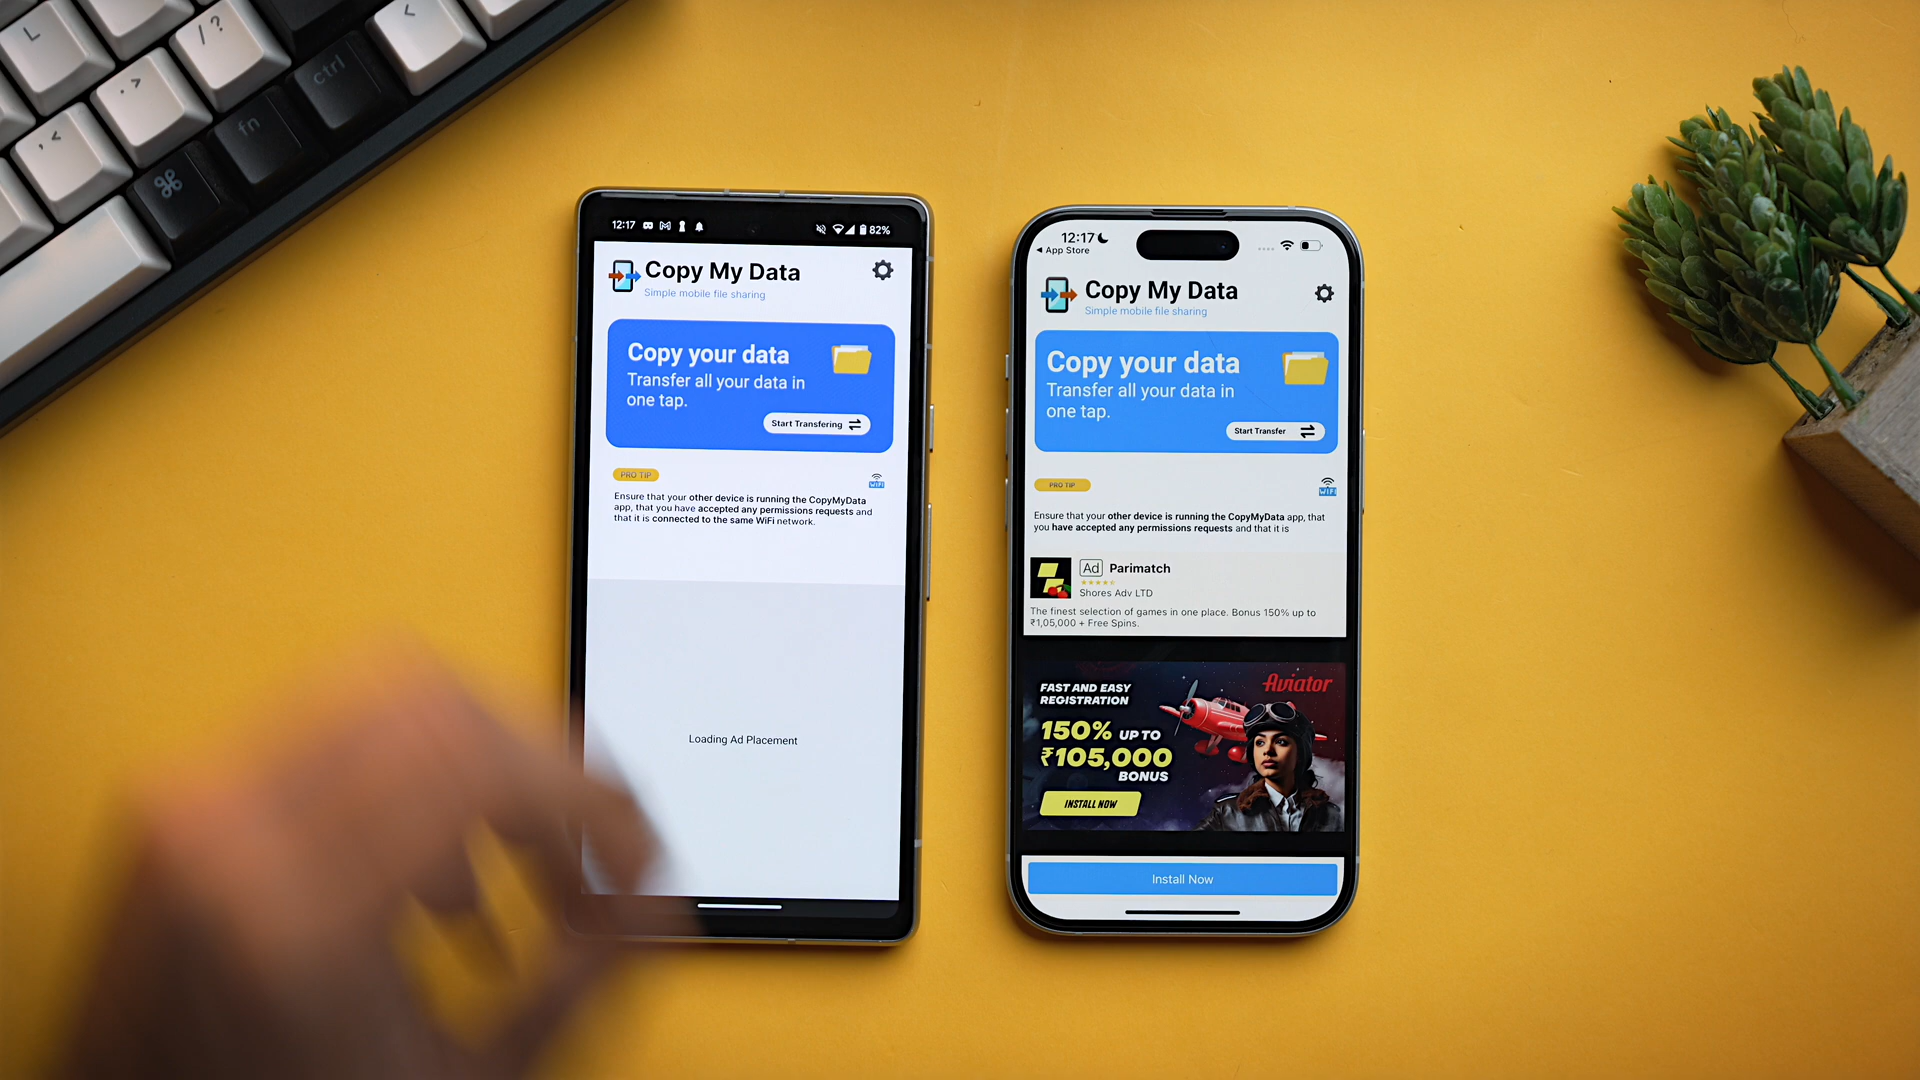 L
/ ?
. >
, <
<
ctrl
fn
⌘
12:17
82%
Copy My Data
Simple mobile file sharing
Copy your data
Transfer all your data in
one tap.
Start Transfering
PRO TIP
WiFi
Ensure that your other device is running the CopyMyData
app, that you have accepted any permissions requests and
that it is connected to the same WiFi network.
Loading Ad Placement
12:17
◀ App Store
Copy My Data
Simple mobile file sharing
Copy your data
Transfer all your data in
one tap.
Start Transfer
PRO TIP
WiFi
Ensure that your other device is running the CopyMyData app, that
you have accepted any permissions requests and that it is
Ad Parimatch
Shores Adv LTD
The finest selection of games in one place. Bonus 150% up to
₹1,05,000 + Free Spins.
FAST AND EASY
REGISTRATION
Aviator
150% UP TO
₹105,000
BONUS
INSTALL NOW
Install Now